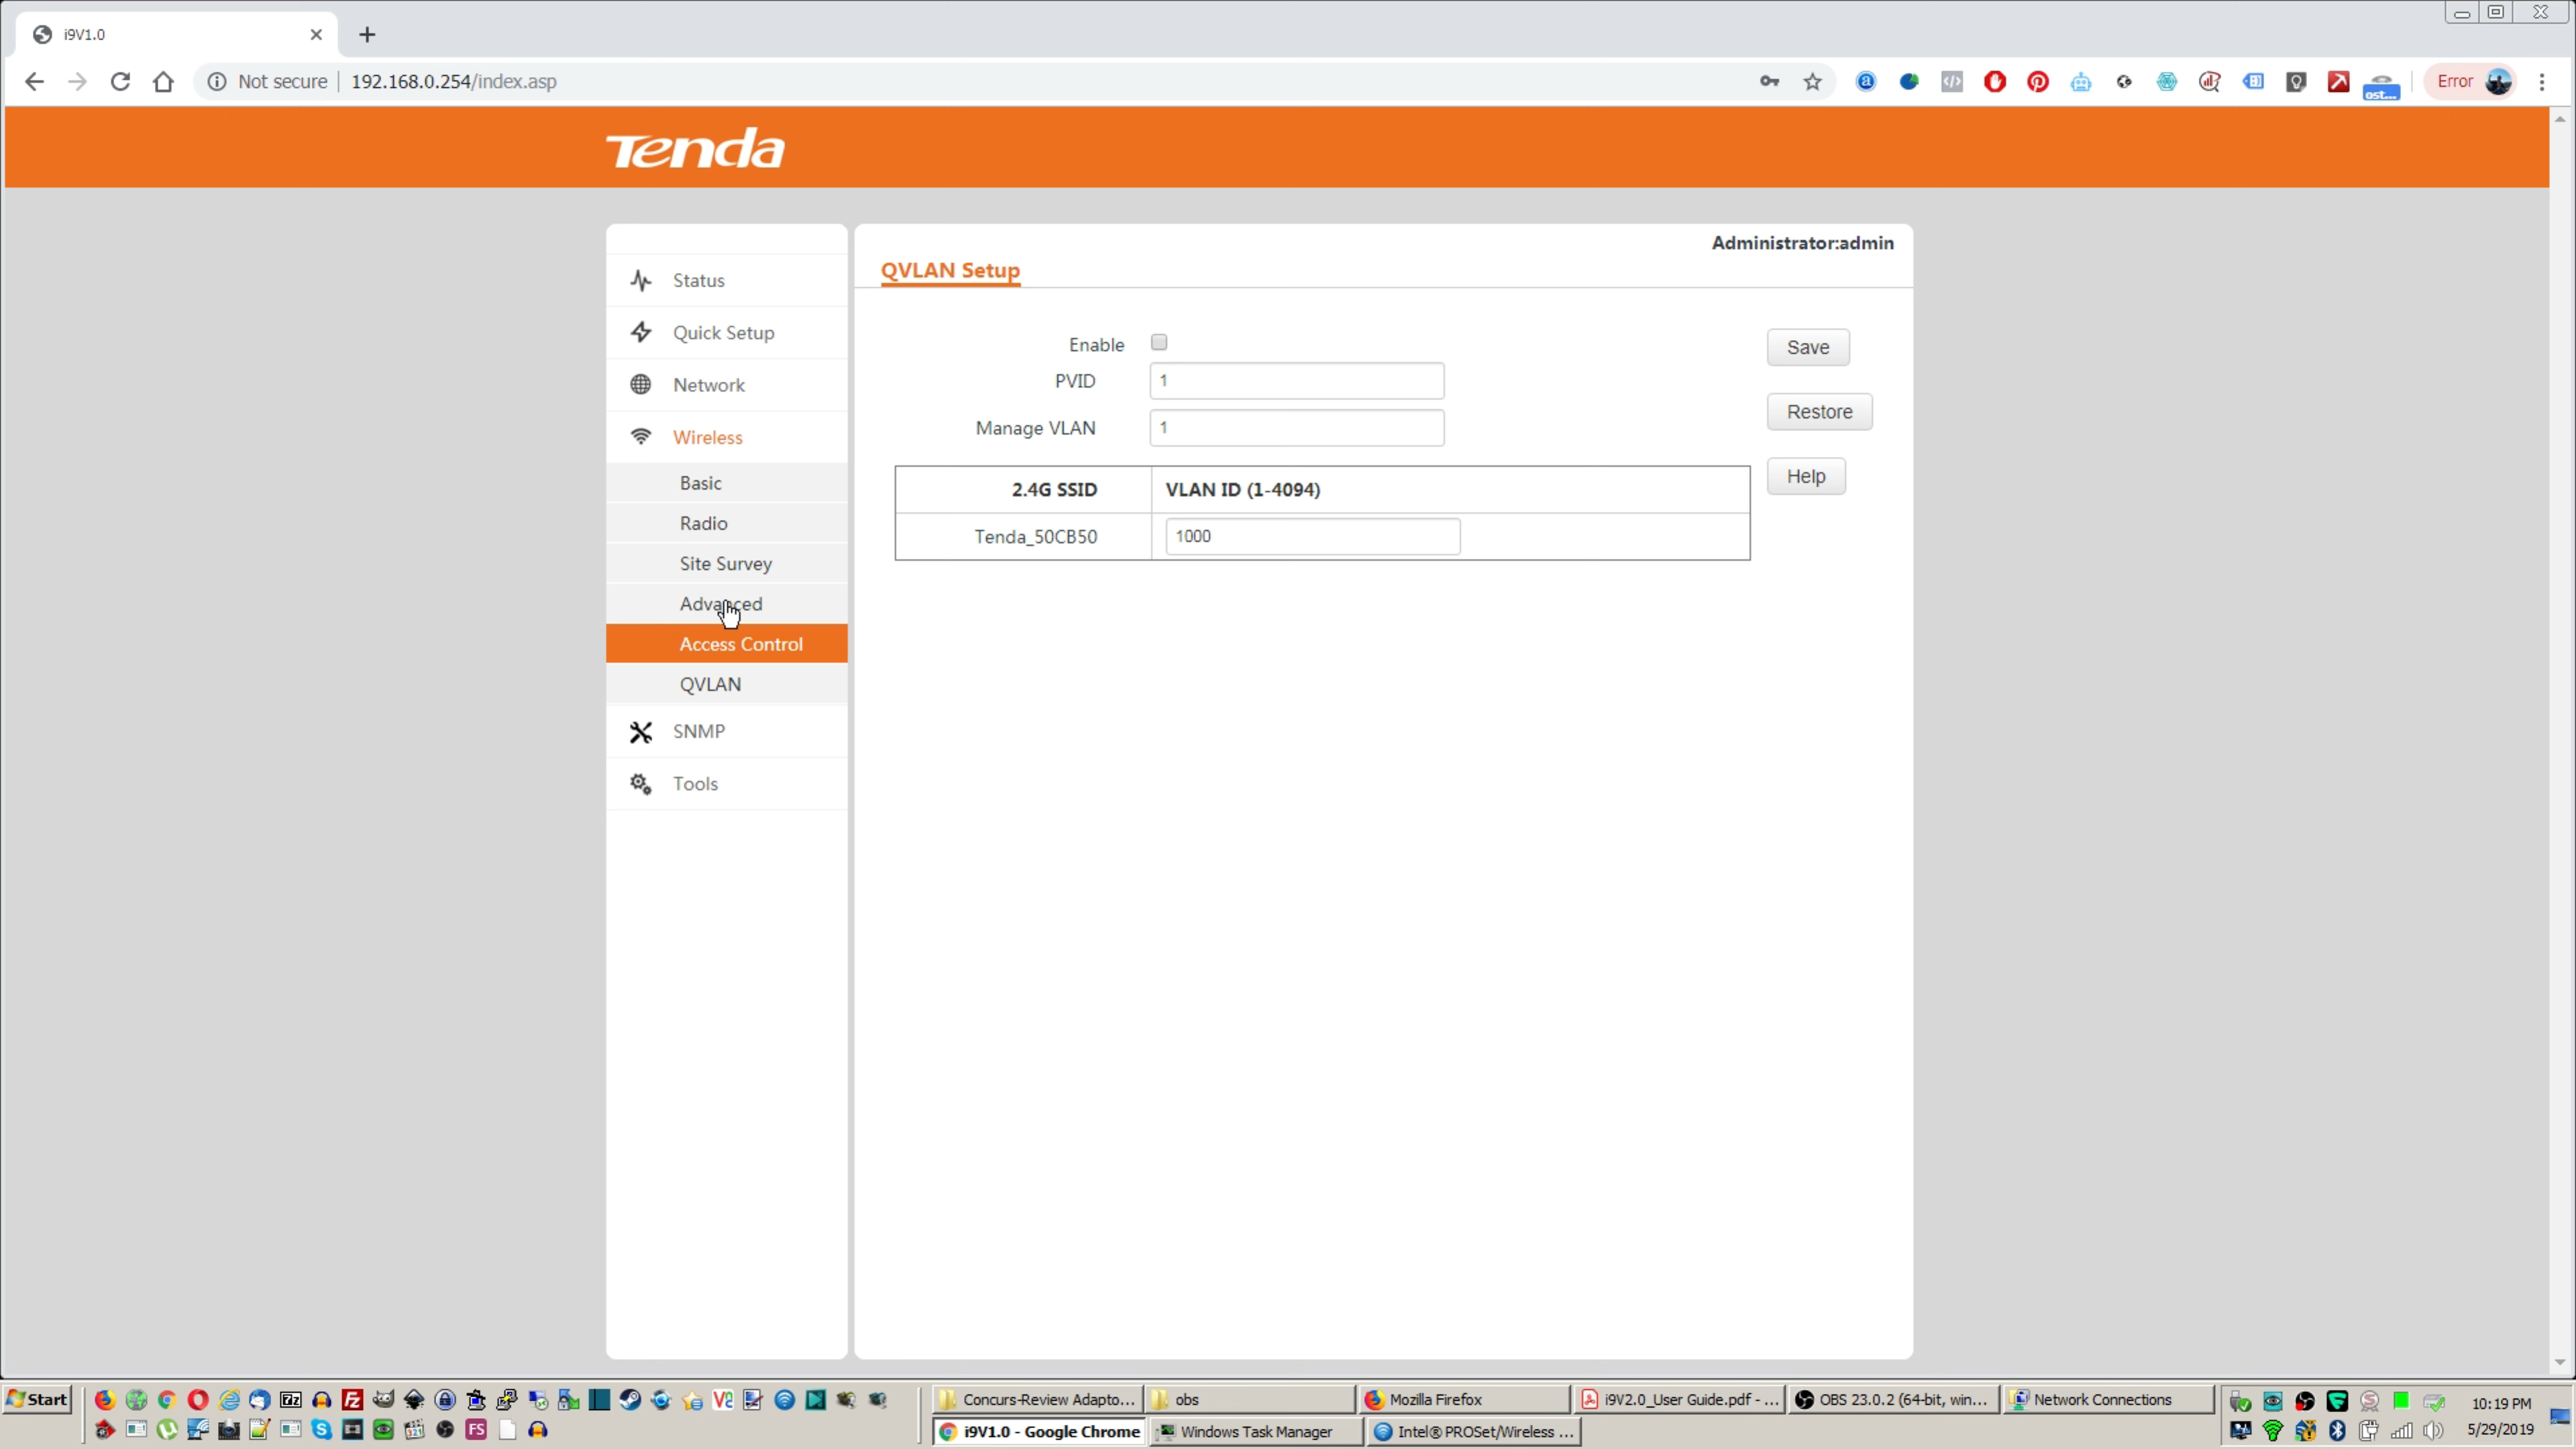 i9V1.0
Not secure
192.168.0.254/index.asp
ost...
Error
Tenda
Administrator:admin
Status
Quick Setup
Network
Wireless
Basic
Radio
Site Survey
Advanced
Access Control
QVLAN
SNMP
Tools
QVLAN Setup
Enable
PVID 1
Manage VLAN 1
2.4G SSID VLAN ID (1-4094)
Tenda_50CB50 1000
Save
Restore
Help
Start
Concurs-Review Adapto...
obs
Mozilla Firefox
i9V2.0_User Guide.pdf - ...
OBS 23.0.2 (64-bit, win...
Network Connections
i9V1.0 - Google Chrome
Windows Task Manager
Intel® PROSet/Wireless ...
10:19 PM
5/29/2019